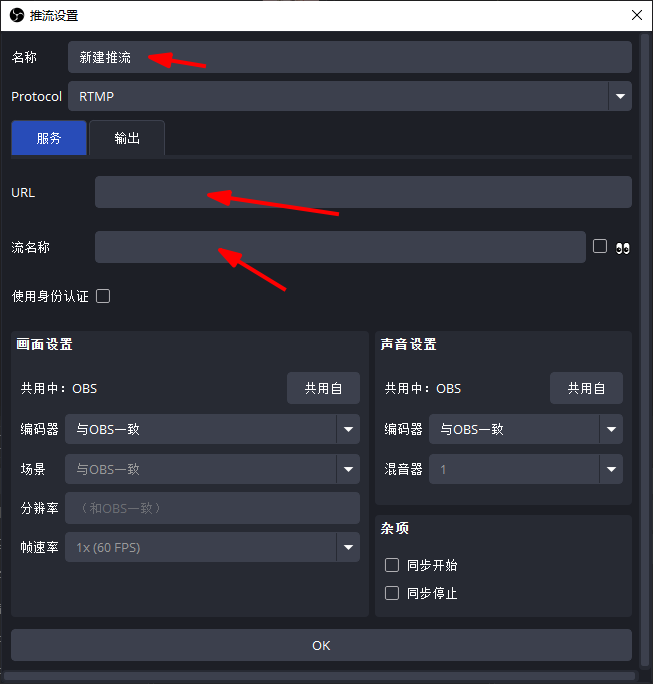 推流设置
名称 新建推流
Protocol RTMP
服务 输出
URL
流名称
使用身份认证
画面设置
共用中：OBS 共用自
编码器 与OBS一致
场景 与OBS一致
分辨率 （和OBS一致）
帧速率 1x (60 FPS)
声音设置
共用中：OBS 共用自
编码器 与OBS一致
混音器 1
杂项
同步开始
同步停止
OK